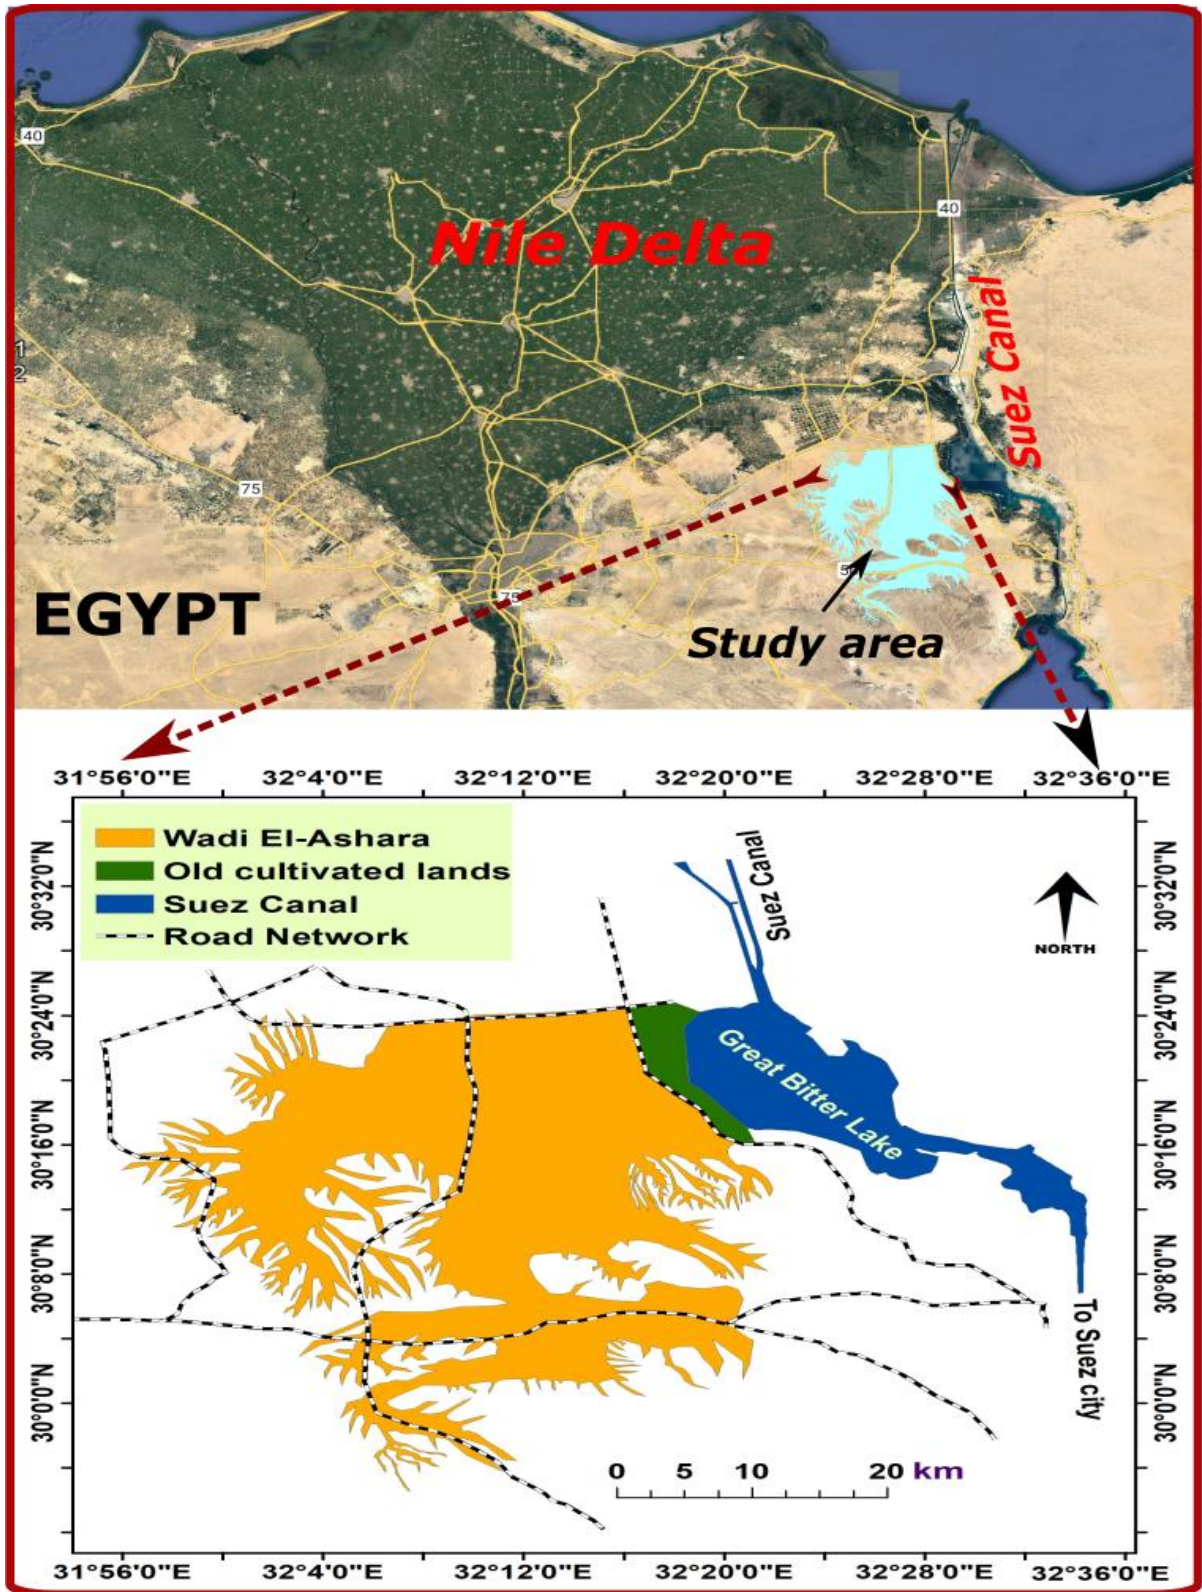 40
Nile Delta
40
Suez Canal
1
2
75
EGYPT
75
Study area
31°56'0"E 32°4'0"E 32°12'0"E 32°20'0"E 32°28'0"E 32°36'0"E
Wadi El-Ashara
Old cultivated lands
Suez Canal
Road Network
Suez Canal
NORTH
Great Bitter Lake
To Suez city
30°32'0"N
30°24'0"N
30°16'0"N
30°8'0"N
30°0'0"N
30°32'0"N
30°24'0"N
30°16'0"N
30°8'0"N
30°0'0"N
0 5 10 20 km
31°56'0"E 32°4'0"E 32°12'0"E 32°20'0"E 32°28'0"E 32°36'0"E